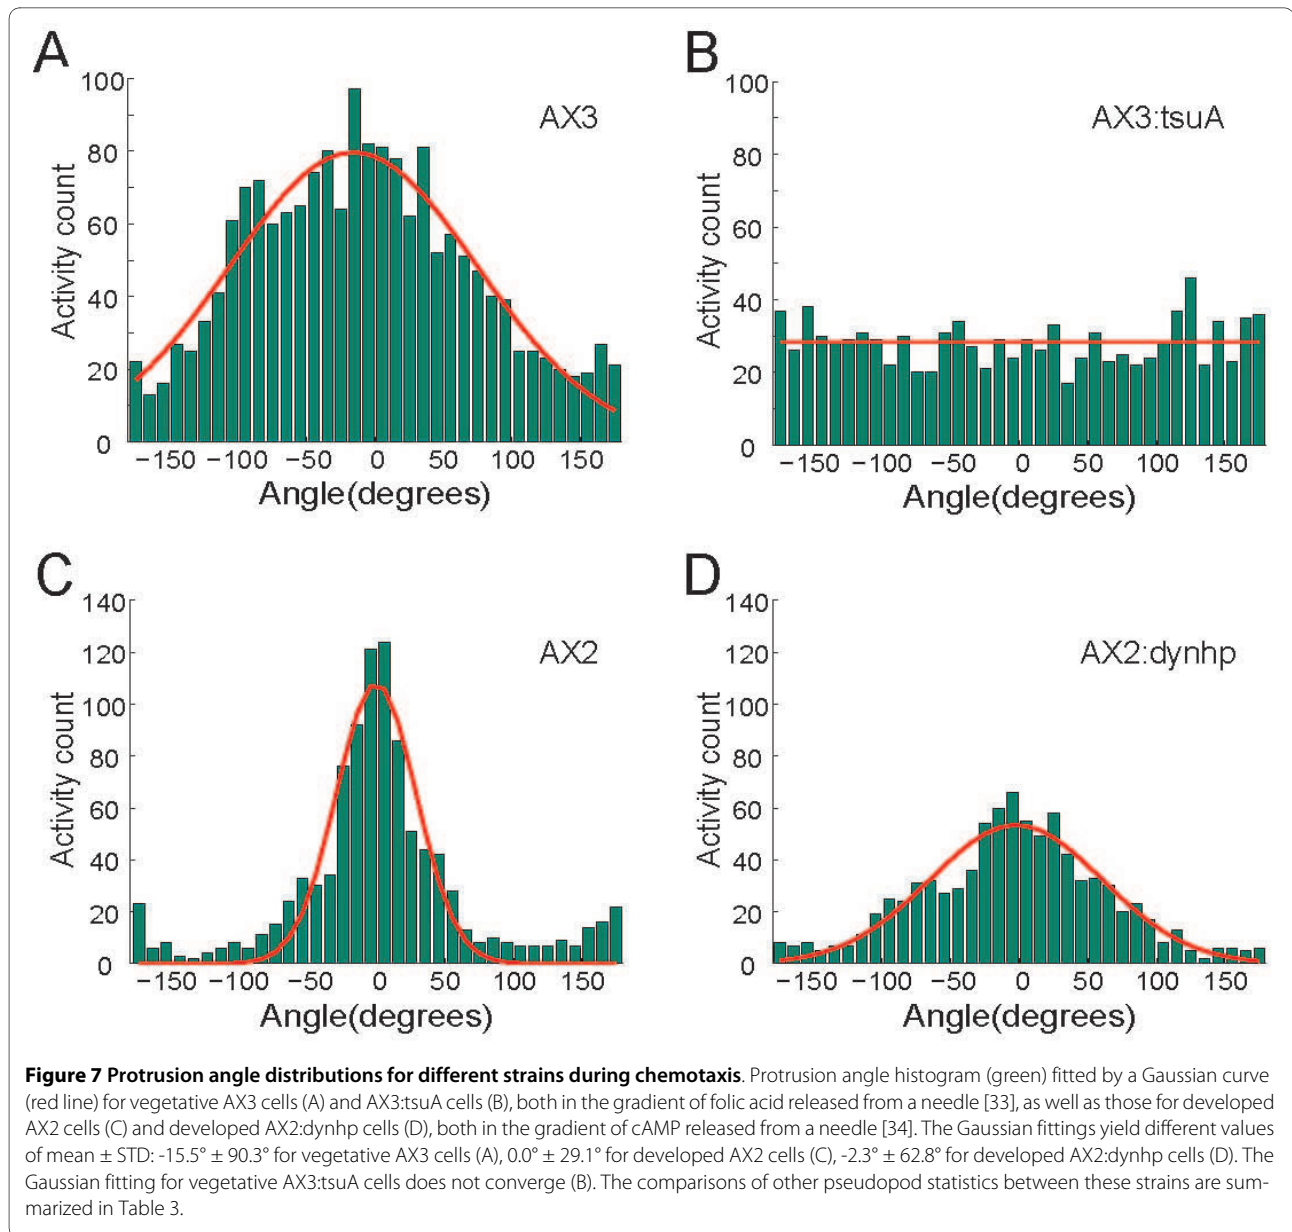 A
AX3
100
80
60
40
20
0
Activity count
−150 −100 −50 0 50 100 150
Angle(degrees)
B
AX3:tsuA
100
80
60
40
20
0
Activity count
−150 −100 −50 0 50 100 150
Angle(degrees)
C
AX2
140
120
100
80
60
40
20
0
Activity count
−150 −100 −50 0 50 100 150
Angle(degrees)
D
AX2:dynhp
140
120
100
80
60
40
20
0
Activity count
−150 −100 −50 0 50 100 150
Angle(degrees)
Figure 7 Protrusion angle distributions for different strains during chemotaxis. Protrusion angle histogram (green) fitted by a Gaussian curve
(red line) for vegetative AX3 cells (A) and AX3:tsuA cells (B), both in the gradient of folic acid released from a needle [33], as well as those for developed
AX2 cells (C) and developed AX2:dynhp cells (D), both in the gradient of cAMP released from a needle [34]. The Gaussian fittings yield different values
of mean ± STD: -15.5° ± 90.3° for vegetative AX3 cells (A), 0.0° ± 29.1° for developed AX2 cells (C), -2.3° ± 62.8° for developed AX2:dynhp cells (D). The
Gaussian fitting for vegetative AX3:tsuA cells does not converge (B). The comparisons of other pseudopod statistics between these strains are sum-
marized in Table 3.